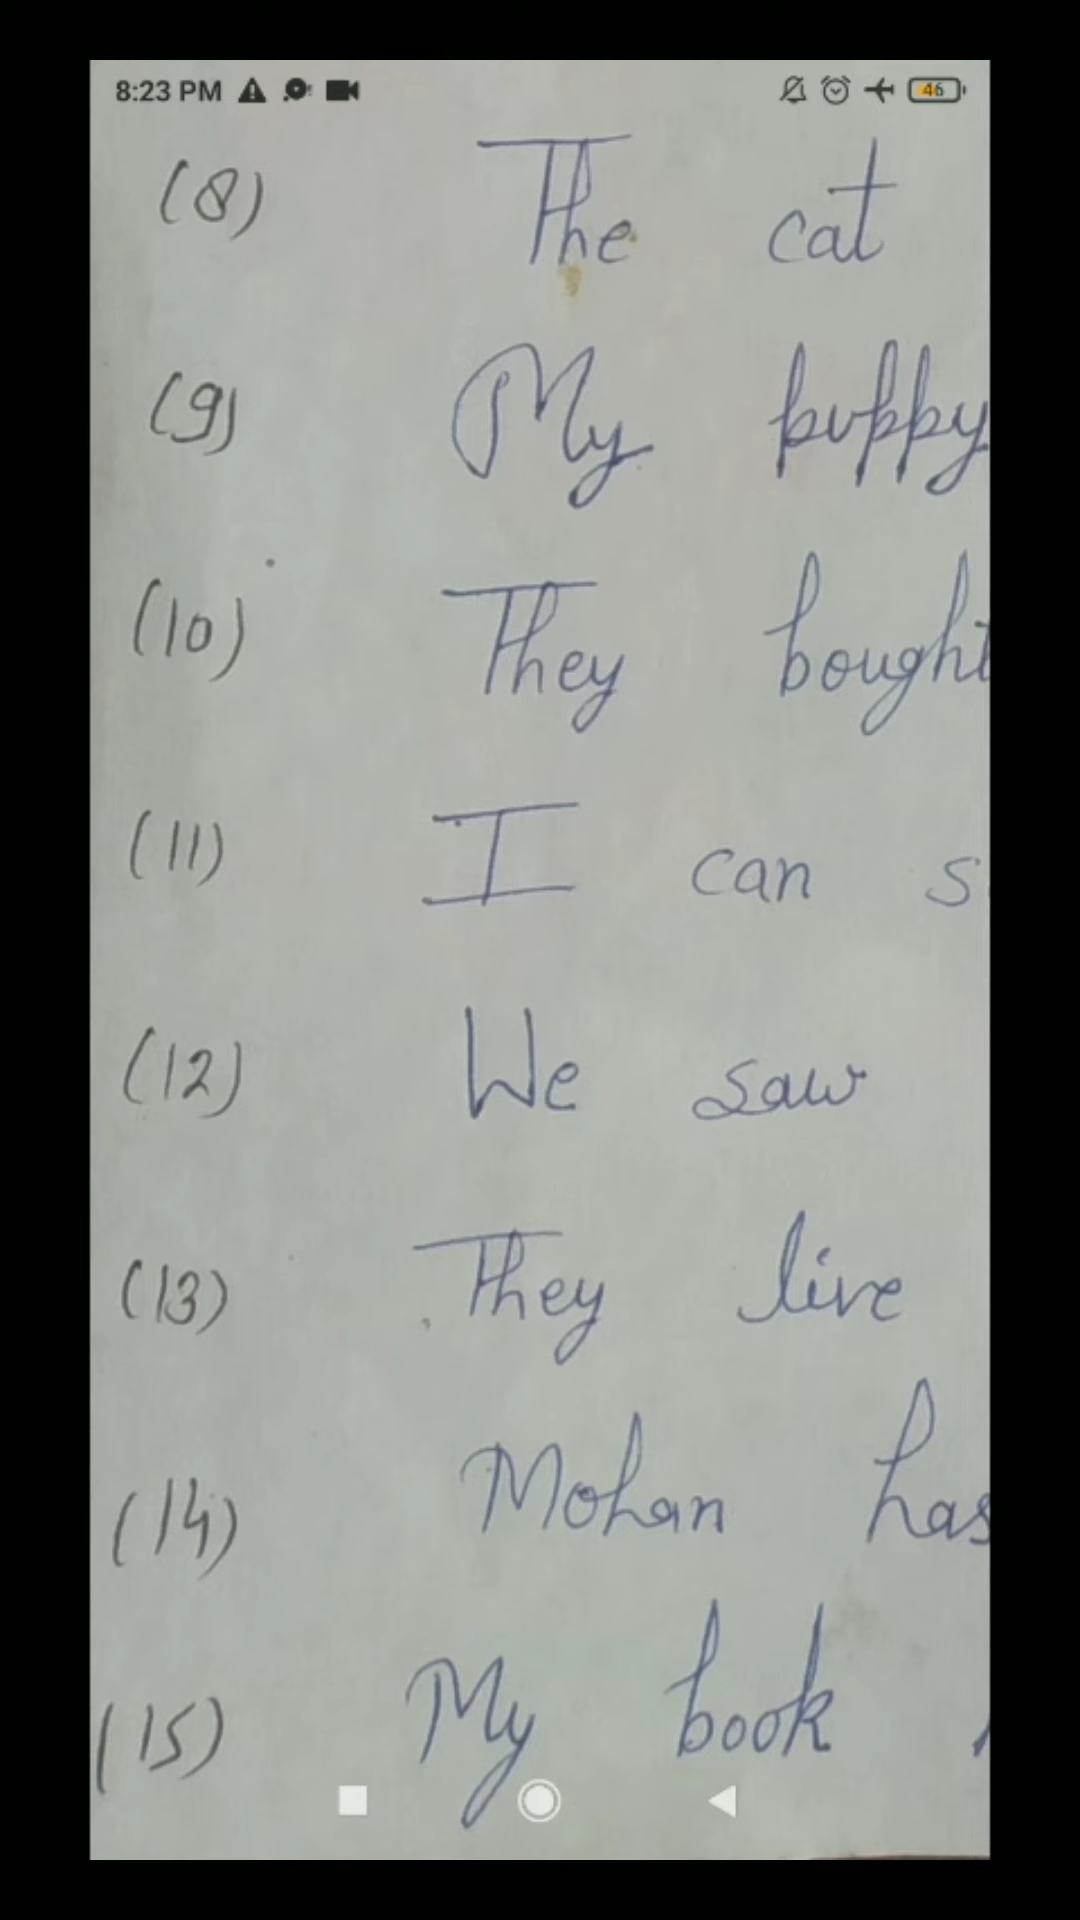 8:23 PM 46
(8) The cat
(9) My puppy
(10) They bought
(11) I can
(12) We saw
(13) They live
(14) Mohan has
(15) My book